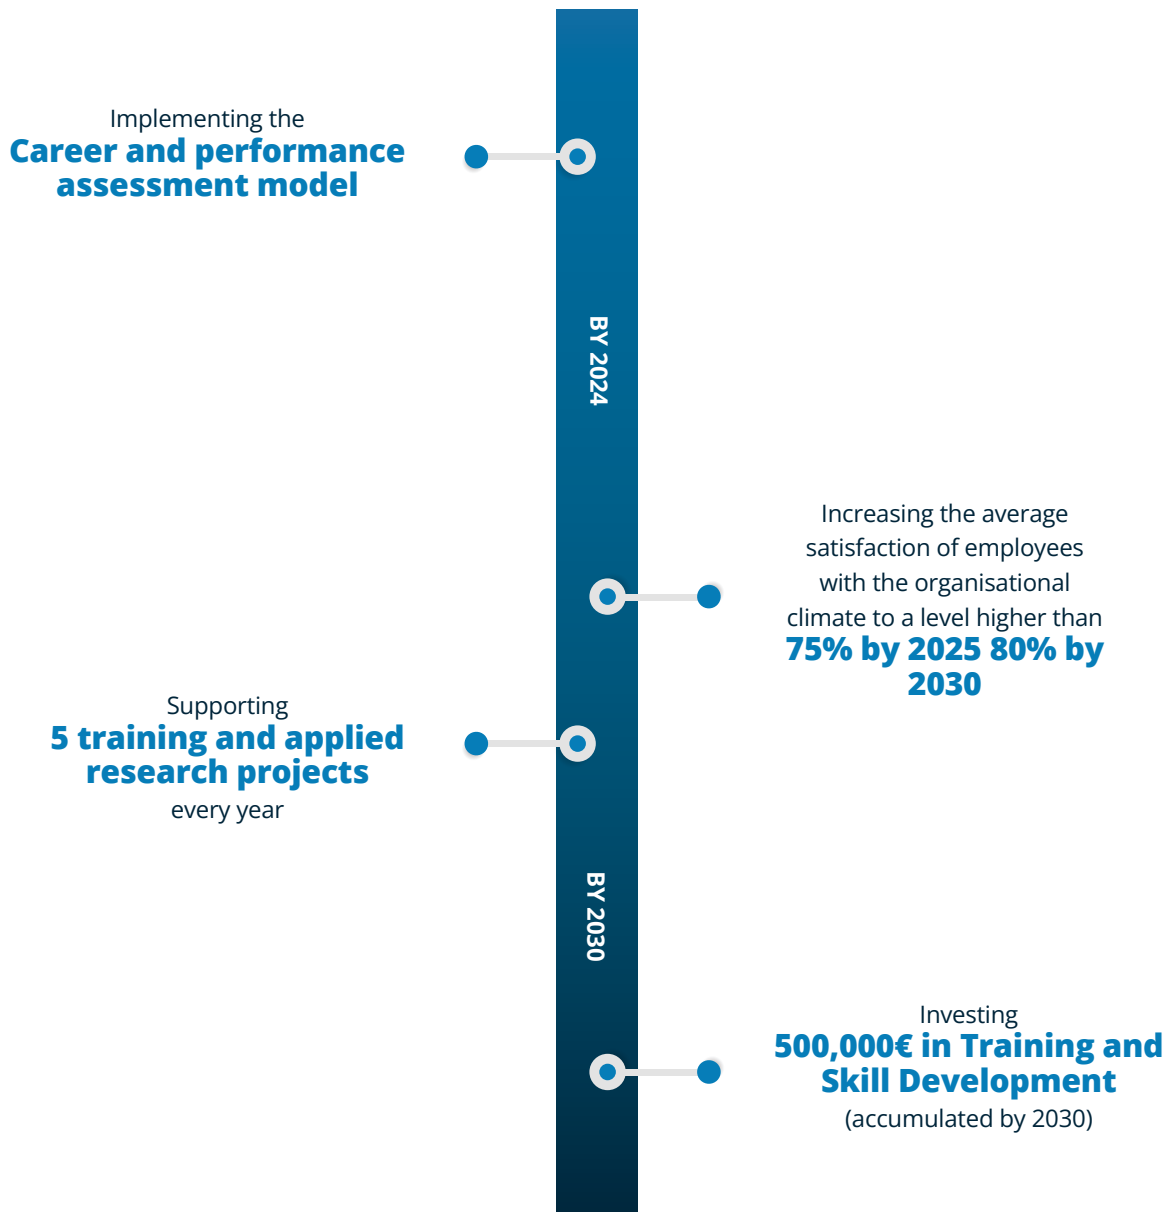 Implementing the
Career and performance
assessment model
BY 2024
Increasing the average
satisfaction of employees
with the organisational
climate to a level higher than
75% by 2025 80% by
2030
Supporting
5 training and applied
research projects
every year
BY 2030
Investing
500,000€ in Training and
Skill Development
(accumulated by 2030)